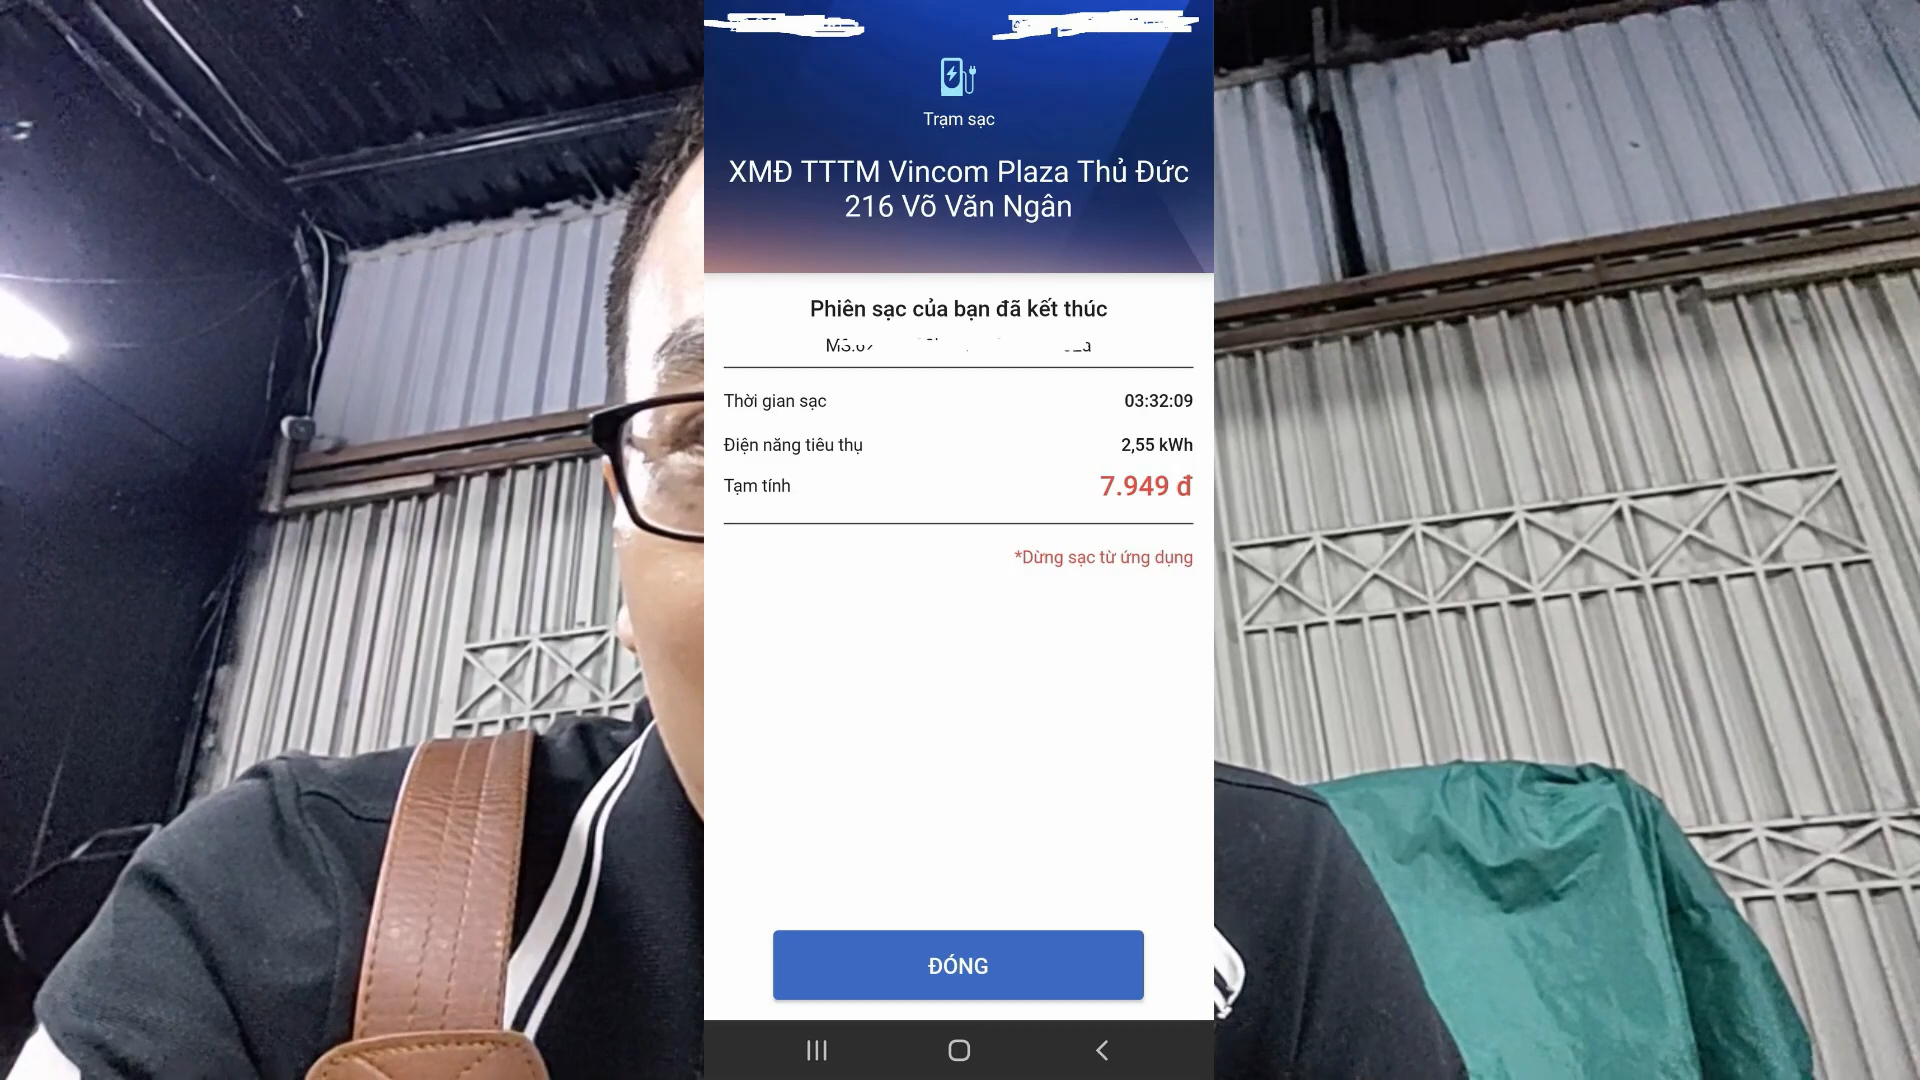 Trạm sạc
XMĐ TTTM Vincom Plaza Thủ Đức
216 Võ Văn Ngân
Phiên sạc của bạn đã kết thúc
Thời gian sạc 03:32:09
Điện năng tiêu thụ 2,55 kWh
Tạm tính 7.949 đ
*Dừng sạc từ ứng dụng
ĐÓNG